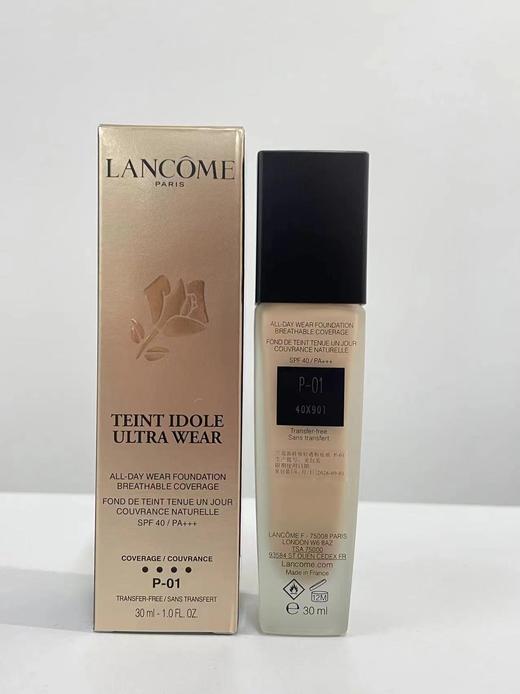 LANCÔME
PARIS
TEINT IDOLE
ULTRA WEAR
ALL-DAY WEAR FOUNDATION
BREATHABLE COVERAGE
FOND DE TEINT TENUE UN JOUR
COUVRANCE NATURELLE
SPF 40 / PA+++
COVERAGE / COUVRANCE
P-01
TRANSFER-FREE / SANS TRANSFERT
30 ml - 1.0 FL. OZ.
ALL-DAY WEAR FOUNDATION
BREATHABLE COVERAGE
FOND DE TEINT TENUE UN JOUR
COUVRANCE NATURELLE
SPF 40 / PA+++
P-01
40X901
Transfer-free
Sans transfert
LANCÔME F - 75008 PARIS
LONDON W6 8AZ
TSA 75000
93584 ST OUEN CEDEX FR
Lancome.com
Made in France
12M
e 30 ml